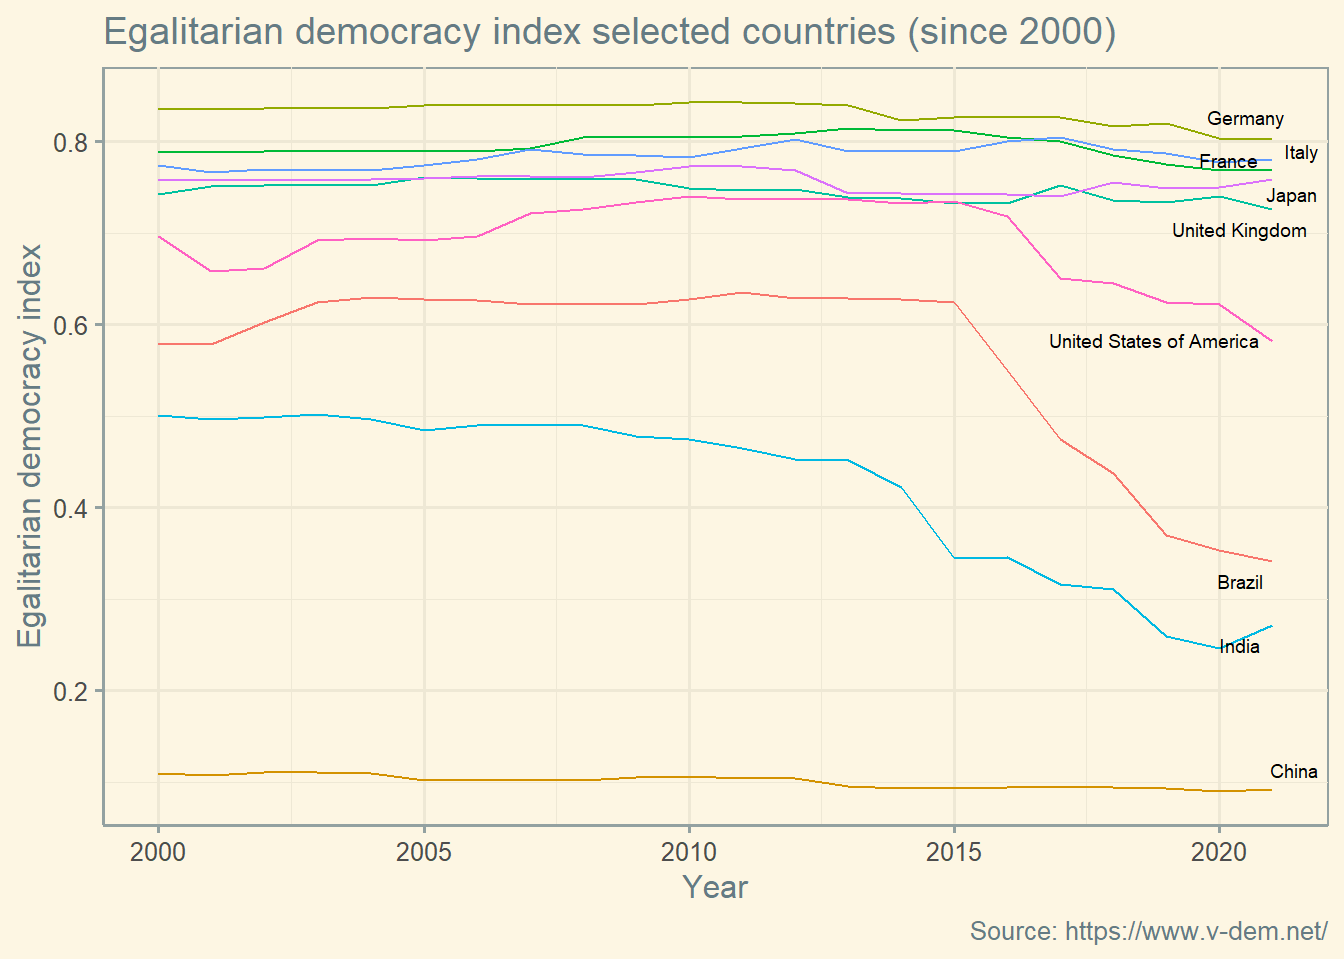 Egalitarian democracy index selected countries (since 2000)
Egalitarian democracy index
0.8
0.6
0.4
0.2
Germany
Italy
France
Japan
United Kingdom
United States of America
Brazil
India
China
2000 2005 2010 2015 2020
Year
Source: https://www.v-dem.net/